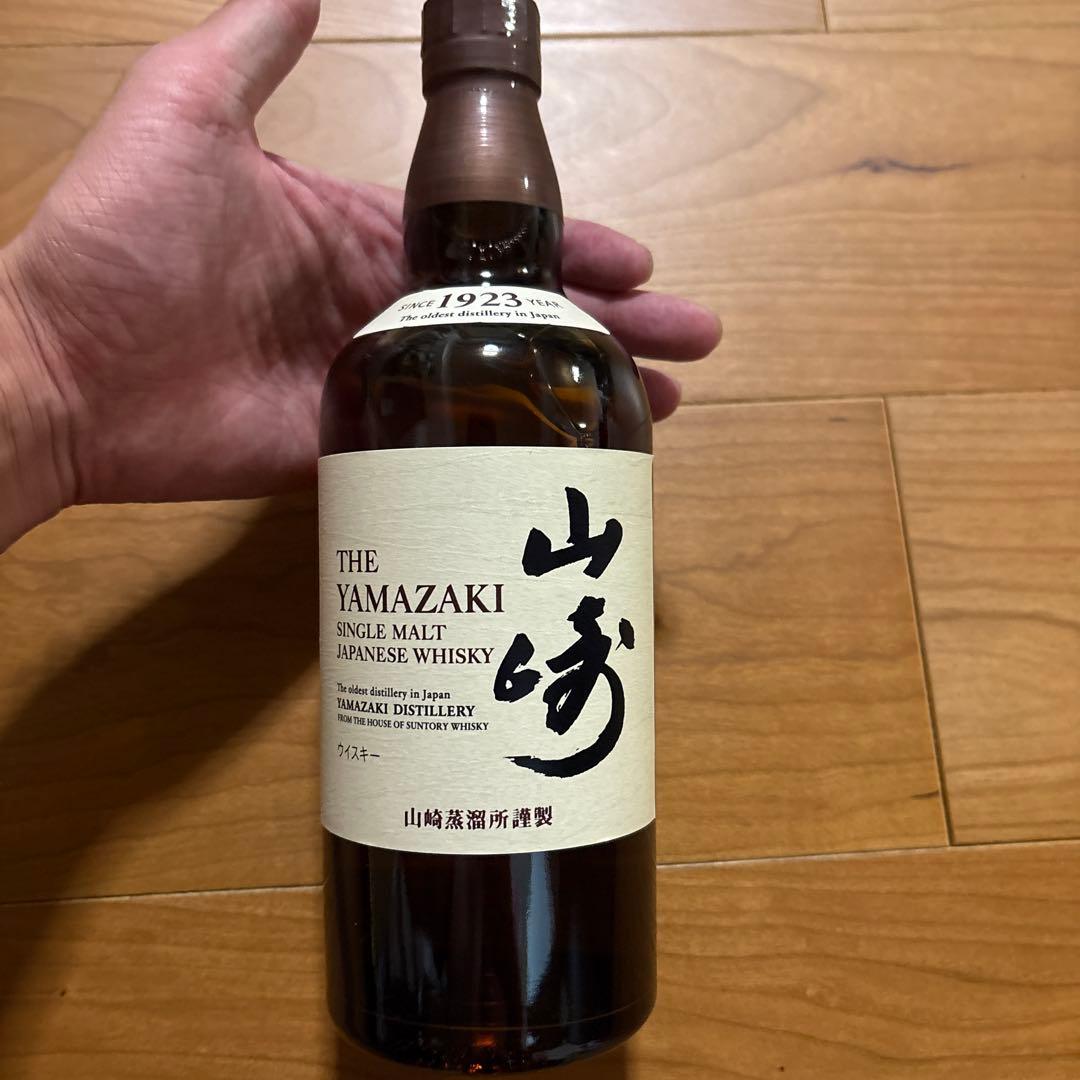 SINCE 1923 YEAR
The oldest distillery in Japan
THE
YAMAZAKI
SINGLE MALT
JAPANESE WHISKY
The oldest distillery in Japan
YAMAZAKI DISTILLERY
FROM THE HOUSE OF SUNTORY WHISKY
ウイスキー
山崎
山崎蒸溜所謹製